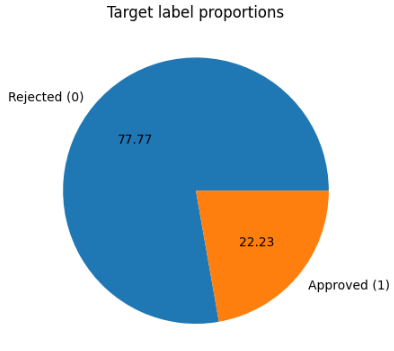 Target label proportions
Rejected (0)
77.77
22.23
Approved (1)